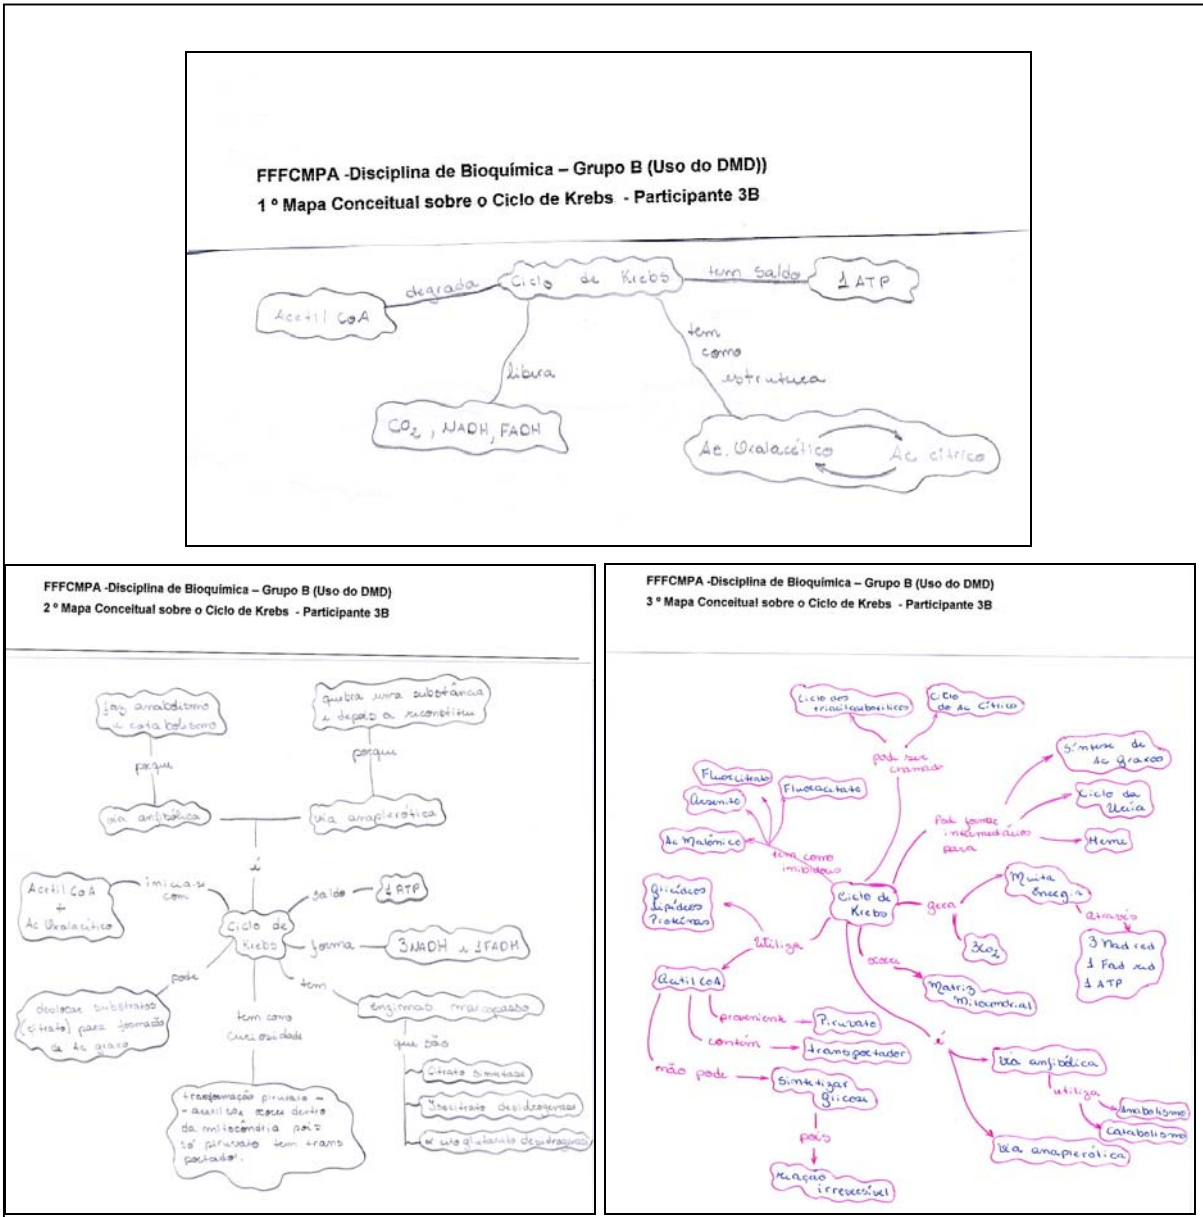 FFFCMPA -Disciplina de Bioquímica – Grupo B (Uso do DMD))
1 º Mapa Conceitual sobre o Ciclo de Krebs - Participante 3B
Ciclo de Krebs
degrada
Acetil CoA
tem saldo
1 ATP
libera
CO2, NADH, FADH
tem
como
estrutura
Ac. Oxalacético
Ac cítrico
FFFCMPA -Disciplina de Bioquímica – Grupo B (Uso do DMD)
2 º Mapa Conceitual sobre o Ciclo de Krebs - Participante 3B
faz anabolismo
e catabolismo
quebra uma substância
e depois a reconstitui
porque
porque
via anfibólica
via anaplerótica
é
Acetil CoA
+
Ac Oxalacético
inicia-se
com
Ciclo de
Krebs
saldo
1 ATP
forma
3 NADH e 1 FADH
pode
deslocar substratos
(citrato) para formação
de Ac graxo
tem como
curiosidade
transformação piruvato -
- acetil CoA ocorre dentro
da mitocôndria pois
só piruvato tem trans
portador.
tem
enzimas marcapasso
que são
Citrato sintetase
Isocitrato desidrogenase
α ceto glutarato desidrogenase
FFFCMPA -Disciplina de Bioquímica – Grupo B (Uso do DMD)
3 º Mapa Conceitual sobre o Ciclo de Krebs - Participante 3B
Ciclo dos
triacilcarboxílicos
Ciclo
do Ac Cítrico
pode ser
chamado
Fluorcitrato
Arsenito
Fluoracetato
Ac Malônico
tem como
inibidores
Síntese de
Ac graxos
Ciclo da
Uréia
Heme
Pode formar
intermediários
para
Ciclo de
Krebs
gera
Muita
Energia
através
3 Nad red
1 Fad red
1 ATP
3CO2
Glicídeos
Lipídeos
Proteínas
Utiliza
Acetil CoA
ocorre
Matriz
Mitocondrial
proveniente
Piruvato
contém
transportador
não pode
Sintetizar
glicose
pois
reação
irreversível
é
Via anfibólica
utiliza
Anabolismo
Catabolismo
Via anaplerótica